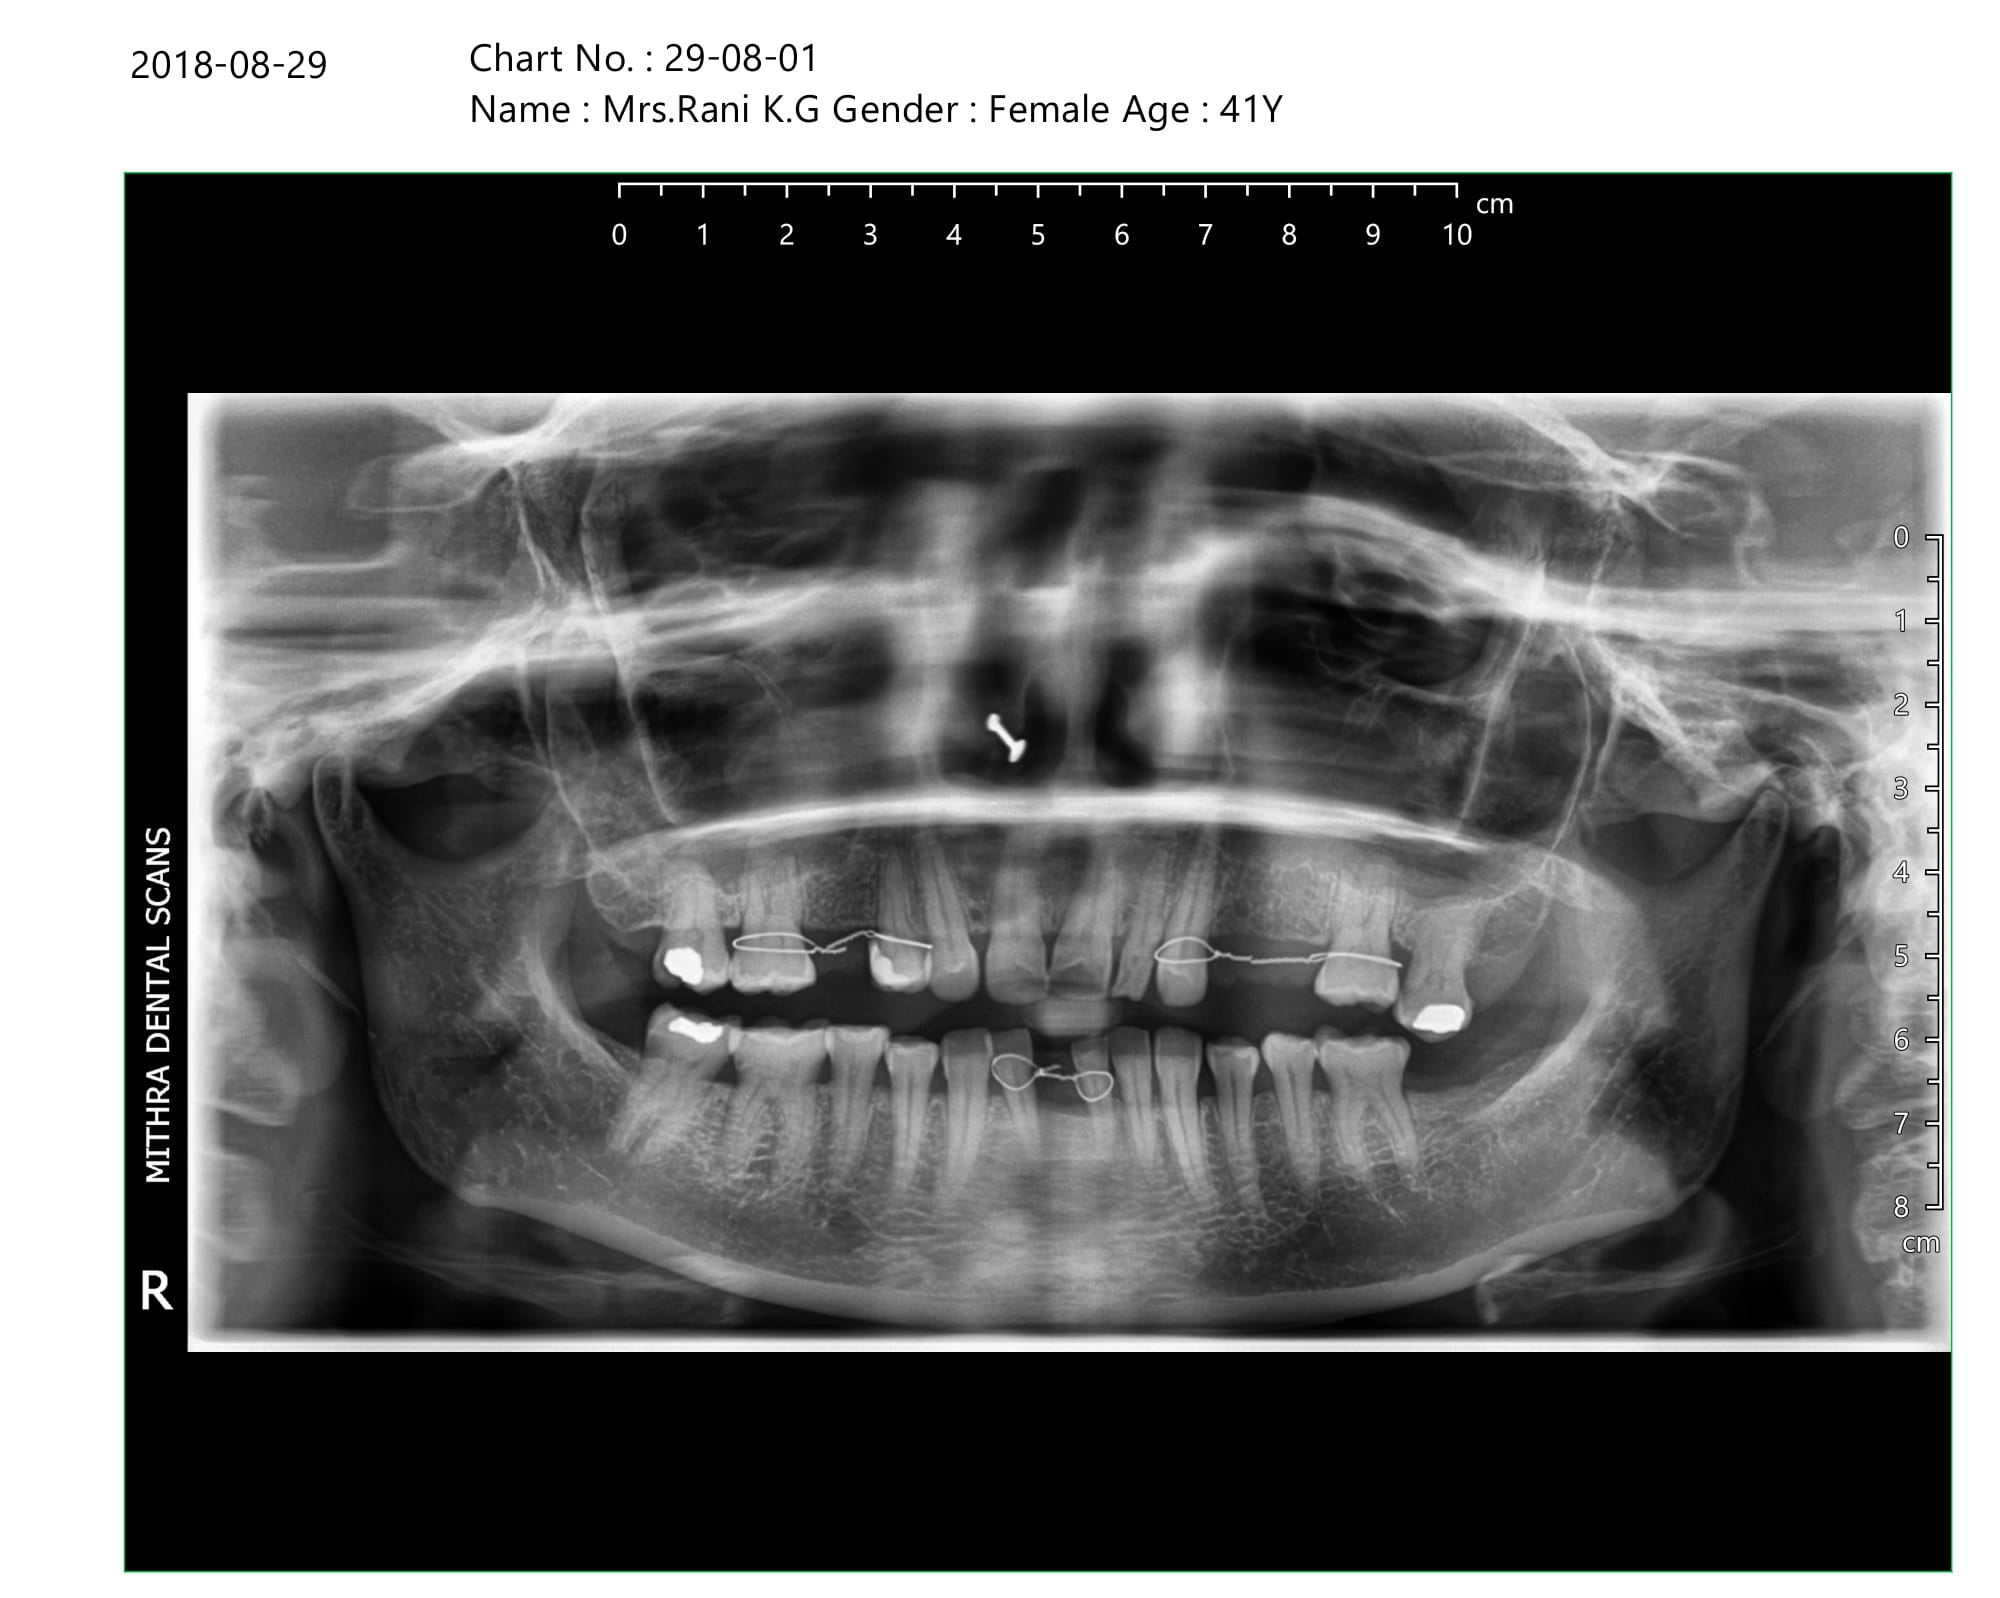 2018-08-29
Chart No. : 29-08-01
Name : Mrs.Rani K.G Gender : Female Age : 41Y
cm
0 1 2 3 4 5 6 7 8 9 10
0
1
2
3
4
5
6
7
8
cm
MITHRA DENTAL SCANS
R